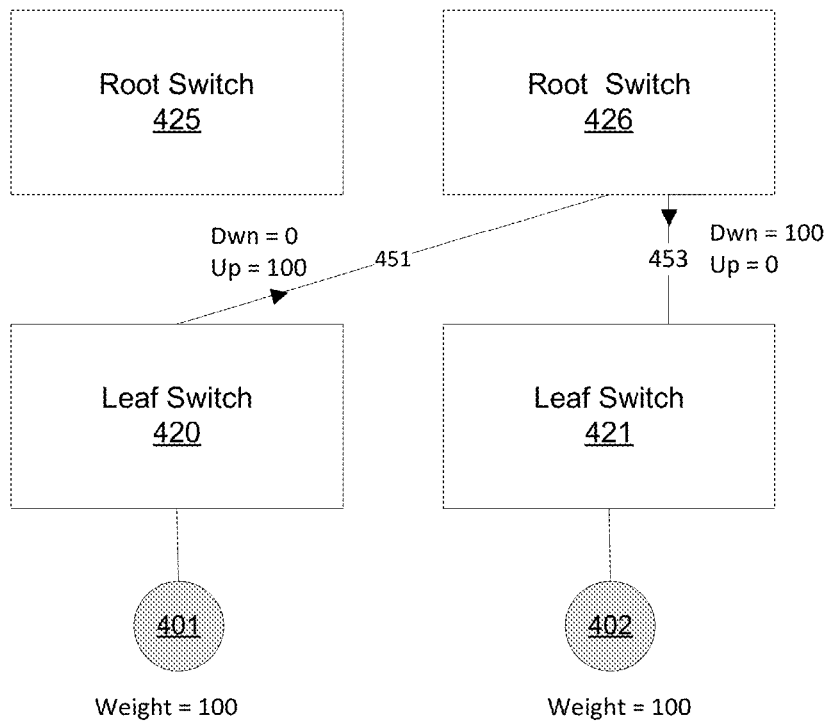 Root Switch
425
Root Switch
426
Dwn = 0
Up = 100
451
453
Dwn = 100
Up = 0
Leaf Switch
420
Leaf Switch
421
401
402
Weight = 100
Weight = 100